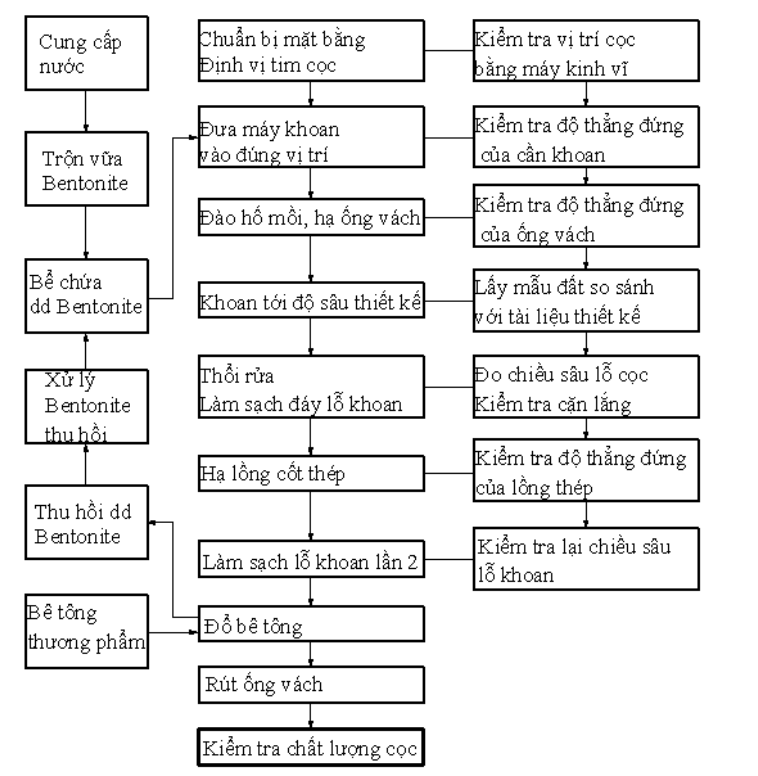 Cung cấp
nước
Trộn vữa
Bentonite
Bể chứa
dd Bentonite
Xử lý
Bentonite
thu hồi
Thu hồi dd
Bentonite
Bê tông
thương phẩm
Chuẩn bị mặt bằng
Định vị tim cọc
Đưa máy khoan
vào đúng vị trí
Đào hố mồi, hạ ống vách
Khoan tới độ sâu thiết kế
Thổi rửa
Làm sạch đáy lỗ khoan
Hạ lồng cốt thép
Làm sạch lỗ khoan lần 2
Đổ bê tông
Rút ống vách
Kiểm tra chất lượng cọc
Kiểm tra vị trí cọc
bằng máy kinh vĩ
Kiểm tra độ thẳng đứng
của cần khoan
Kiểm tra độ thẳng đứng
của ống vách
Lấy mẫu đất so sánh
với tài liệu thiết kế
Đo chiều sâu lỗ cọc
Kiểm tra cặn lắng
Kiểm tra độ thẳng đứng
của lồng thép
Kiểm tra lại chiều sâu
lỗ khoan